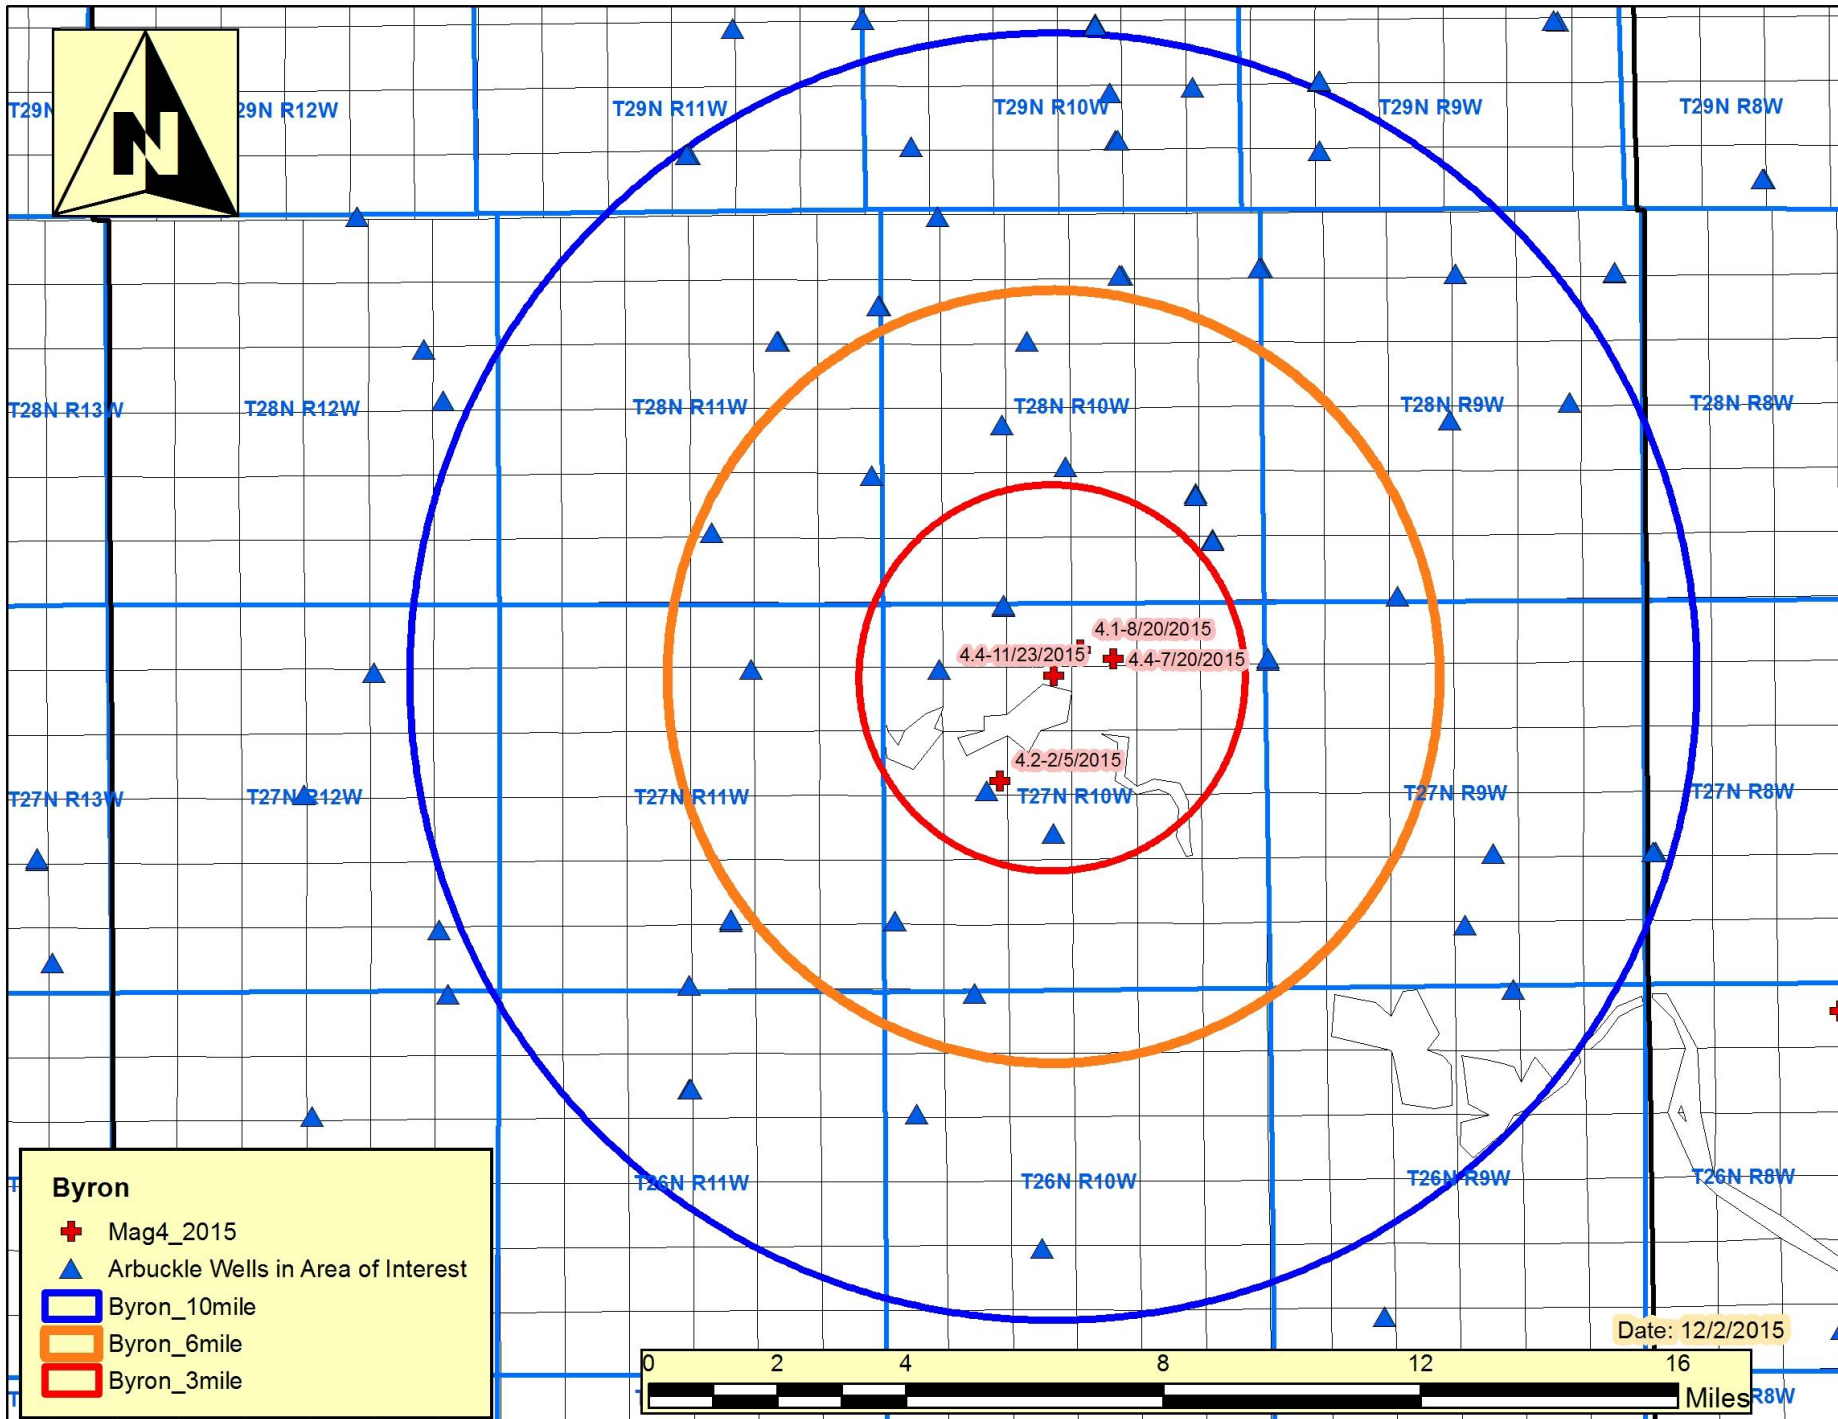 N
T29N
29N R12W
T29N R11W
T29N R10W
T29N R9W
T29N R8W
T28N R13W
T28N R12W
T28N R11W
T28N R10W
T28N R9W
T28N R8W
4.1-8/20/2015
4.4-11/23/2015
4.4-7/20/2015
4.2-2/5/2015
T27N R13W
T27N R12W
T27N R11W
T27N R10W
T27N R9W
T27N R8W
T26N R11W
T26N R10W
T26N R9W
T26N R8W
Byron
Mag4_2015
Arbuckle Wells in Area of Interest
Byron_10mile
Byron_6mile
Byron_3mile
Date: 12/2/2015
0 2 4 8 12 16
Miles
R8W